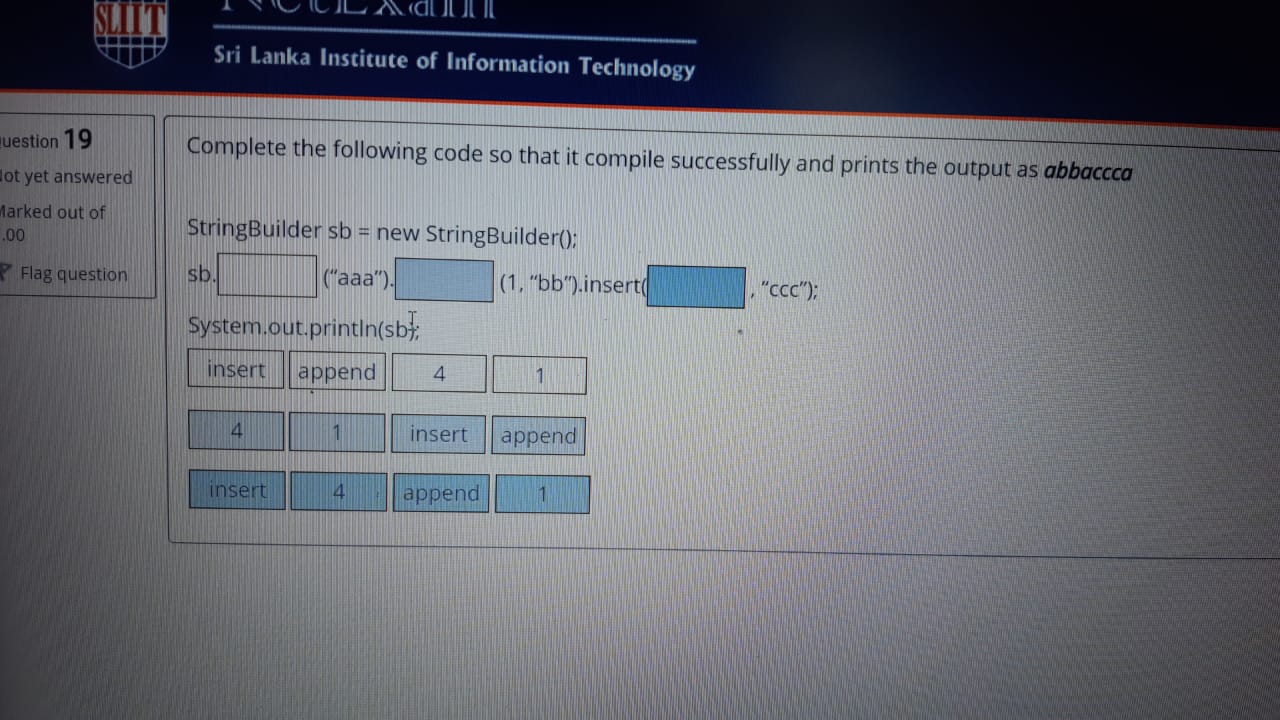 SLIIT
NetExam
Sri Lanka Institute of Information Technology
uestion 19
Not yet answered
Marked out of
.00
Flag question
Complete the following code so that it compile successfully and prints the output as abbaccca
StringBuilder sb = new StringBuilder();
sb. (“aaa”). (1, “bb”).insert( , “ccc”);
System.out.println(sb);
insert append 4 1
4 1 insert append
insert 4 append 1